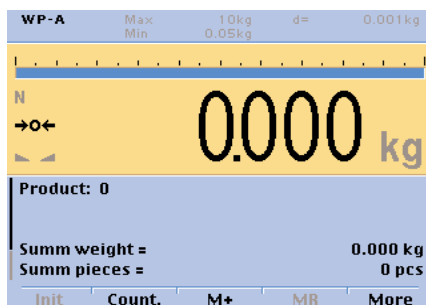 WP-A Max 10kg d= 0.001kg
Min 0.05kg
N
→0←
0.000 kg
Product: 0
Summ weight = 0.000 kg
Summ pieces = 0 pcs
Init Count. M+ MR More